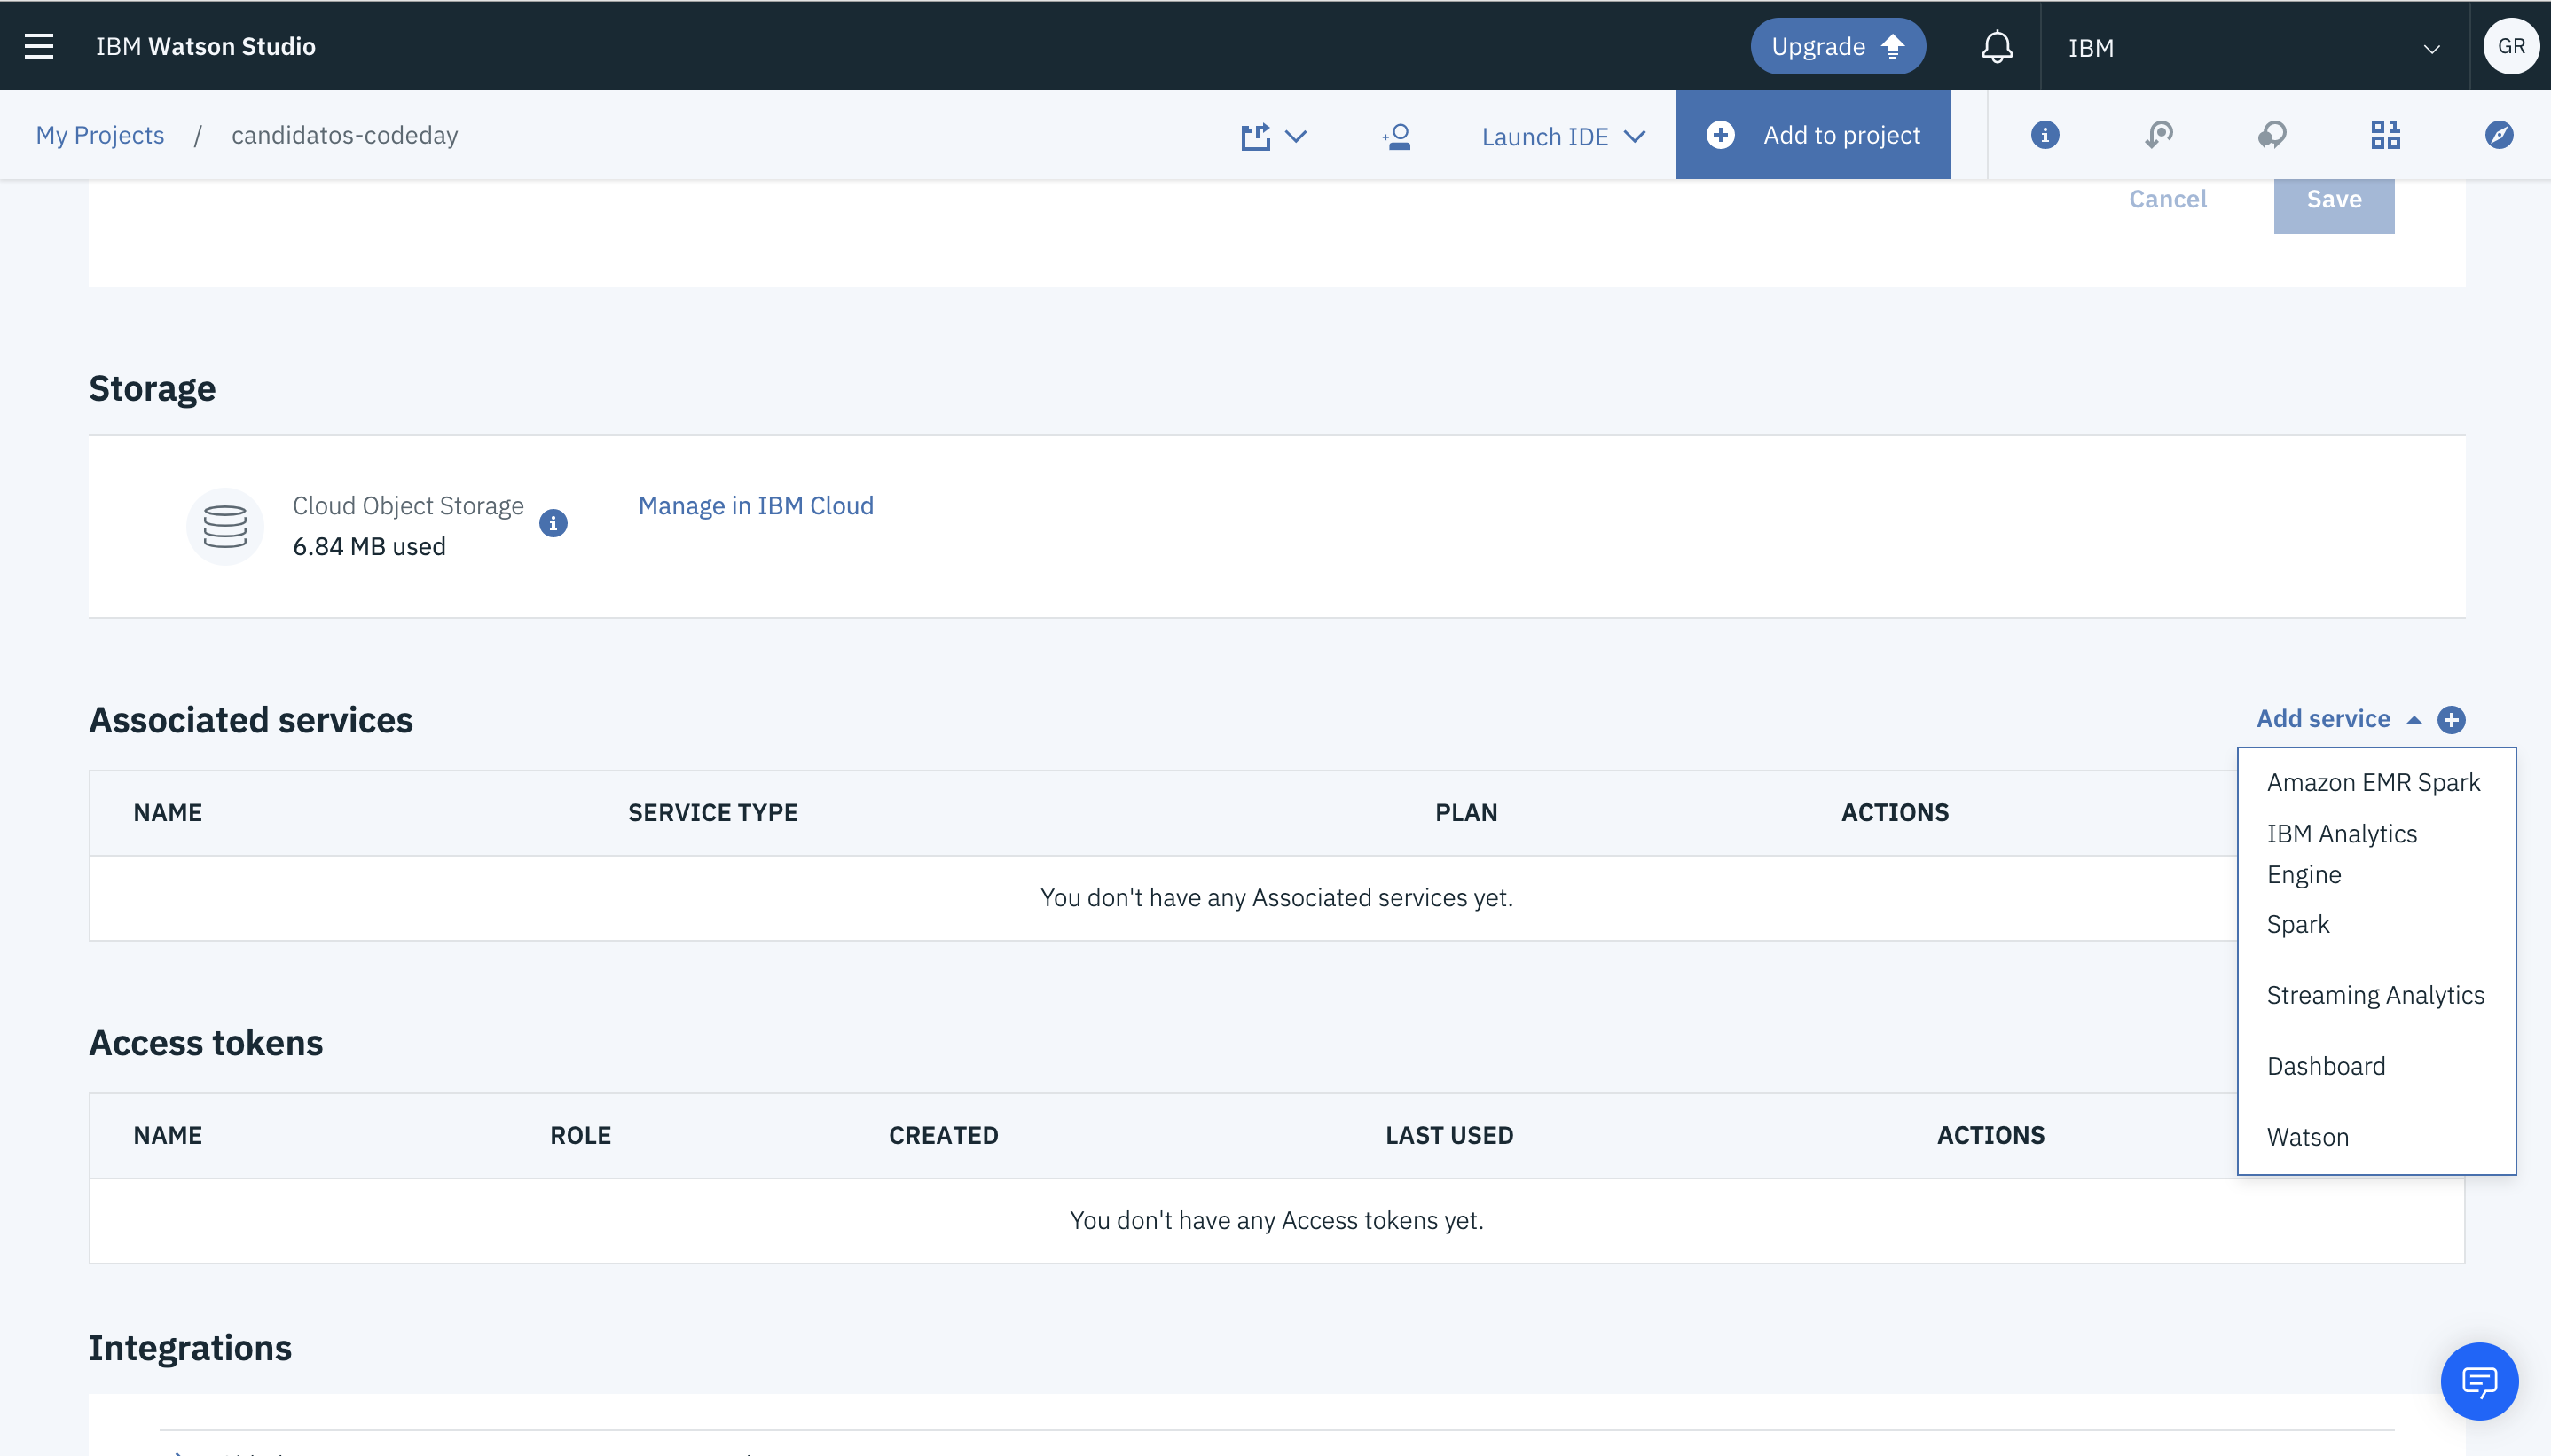 IBM Watson Studio
Upgrade
IBM
GR
My Projects / candidatos-codeday
Launch IDE
Add to project
Cancel
Save
Storage
Cloud Object Storage
6.84 MB used
Manage in IBM Cloud
Associated services
Add service
NAME SERVICE TYPE PLAN ACTIONS
You don't have any Associated services yet.
Amazon EMR Spark
IBM Analytics
Engine
Spark
Streaming Analytics
Dashboard
Watson
Access tokens
NAME ROLE CREATED LAST USED ACTIONS
You don't have any Access tokens yet.
Integrations